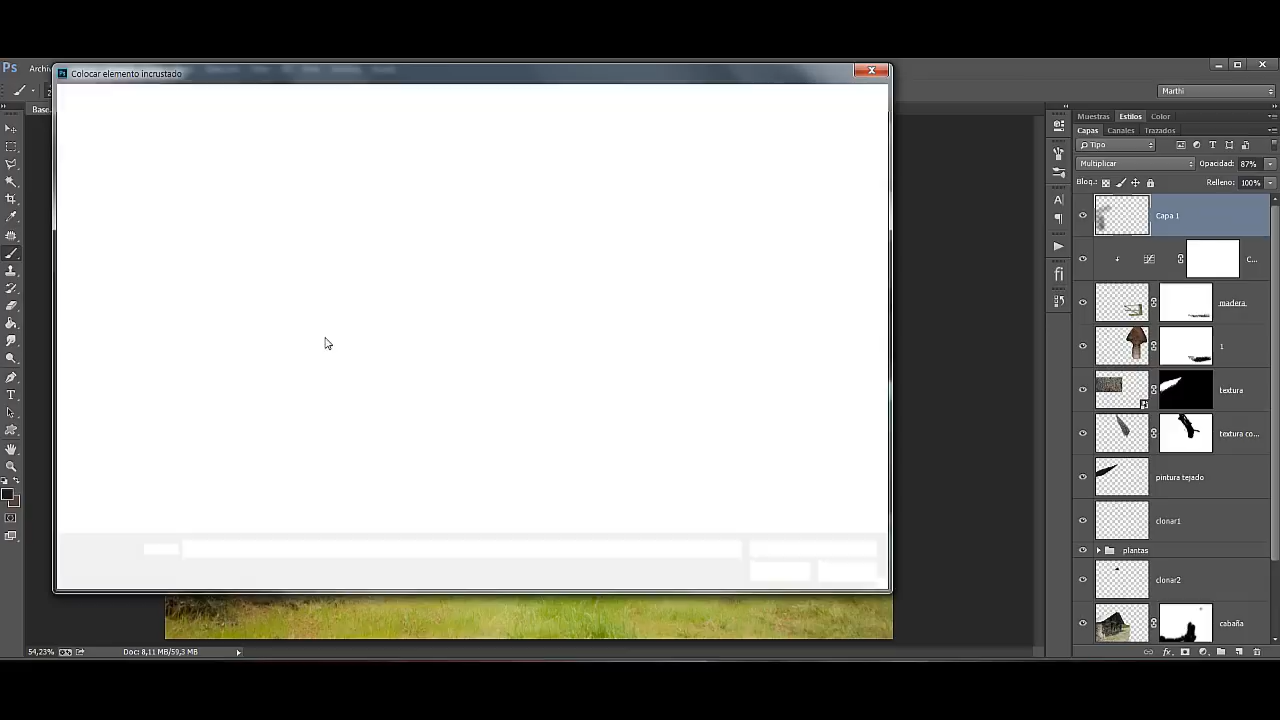 Colocar elemento incrustado
Ps
Archiv
Marthi
Base
Muestras
Estilos
Color
Capas
Canales
Trazados
Tipo
Multiplicar
Opacidad:
87%
Bloq.:
Relleno:
100%
Capa 1
C...
madera
1
textura
textura co...
pintura tejado
clonar1
plantas
clonar2
cabaña
54,23%
Doc: 8,11 MB/59,3 MB